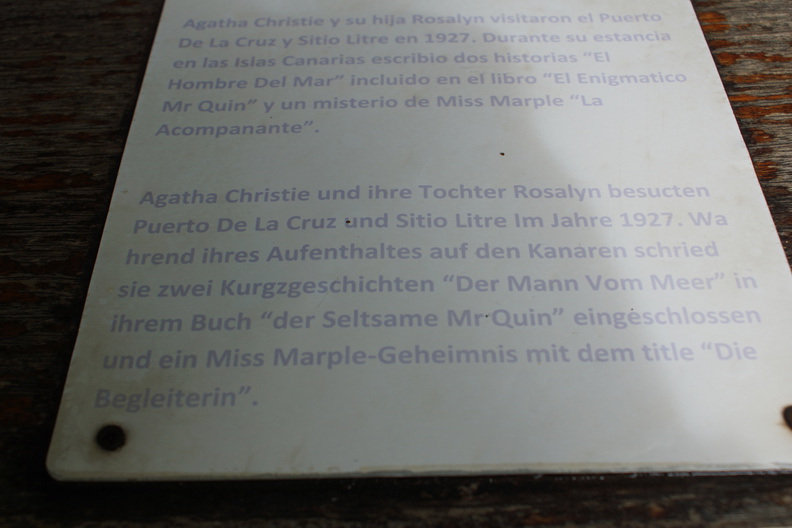 Agatha Christie y su hija Rosalyn visitaron el Puerto
De La Cruz y Sitio Litre en 1927. Durante su estancia
en las Islas Canarias escribio dos historias “El
Hombre Del Mar” incluido en el libro “El Enigmatico
Mr Quin” y un misterio de Miss Marple “La
Acompanante”.
Agatha Christie und ihre Tochter Rosalyn besucten
Puerto De La Cruz und Sitio Litre Im Jahre 1927. Wa
hrend ihres Aufenthaltes auf den Kanaren schried
sie zwei Kurgzgeschichten “Der Mann Vom Meer” in
ihrem Buch “der Seltsame Mr Quin” eingeschlossen
und ein Miss Marple-Geheimnis mit dem title “Die
Begleiterin”.